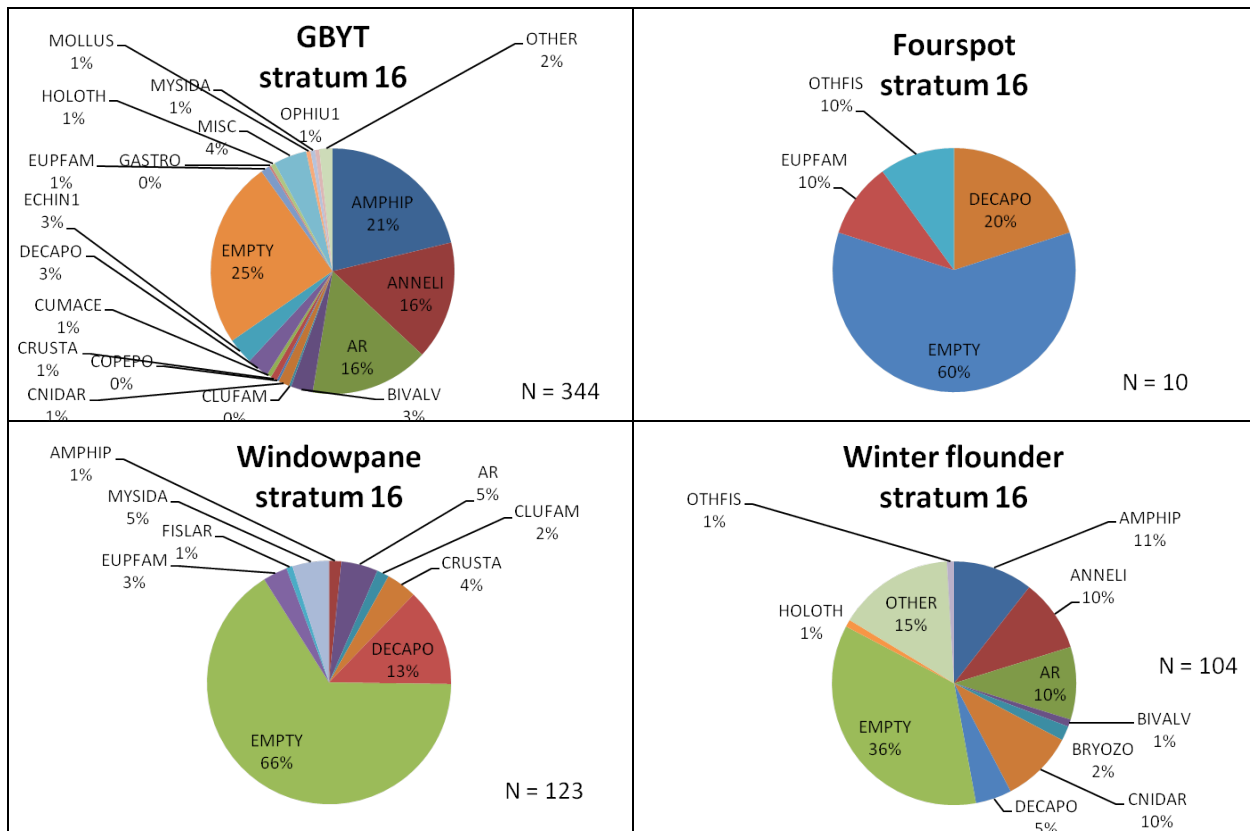 GBYT
stratum 16
MOLLUS
1%
OTHER
2%
MYSIDA
1%
HOLOTH
1%
OPHIU1
1%
MISC
4%
EUPFAM
1%
GASTRO
0%
ECHIN1
3%
AMPHIP
21%
DECAPO
3%
EMPTY
25%
ANNELI
16%
CUMACE
1%
CRUSTA
1%
COPEPO
0%
AR
16%
CNIDAR
1%
CLUFAM
0%
BIVALV
3%
N = 344
Fourspot
stratum 16
OTHFIS
10%
EUPFAM
10%
DECAPO
20%
EMPTY
60%
N = 10
Windowpane
stratum 16
AMPHIP
1%
AR
5%
MYSIDA
5%
CLUFAM
2%
FISLAR
1%
EUPFAM
3%
CRUSTA
4%
DECAPO
13%
EMPTY
66%
N = 123
Winter flounder
stratum 16
OTHFIS
1%
AMPHIP
11%
ANNELI
10%
HOLOTH
1%
OTHER
15%
AR
10%
N = 104
BIVALV
1%
EMPTY
36%
BRYOZO
2%
CNIDAR
10%
DECAPO
5%